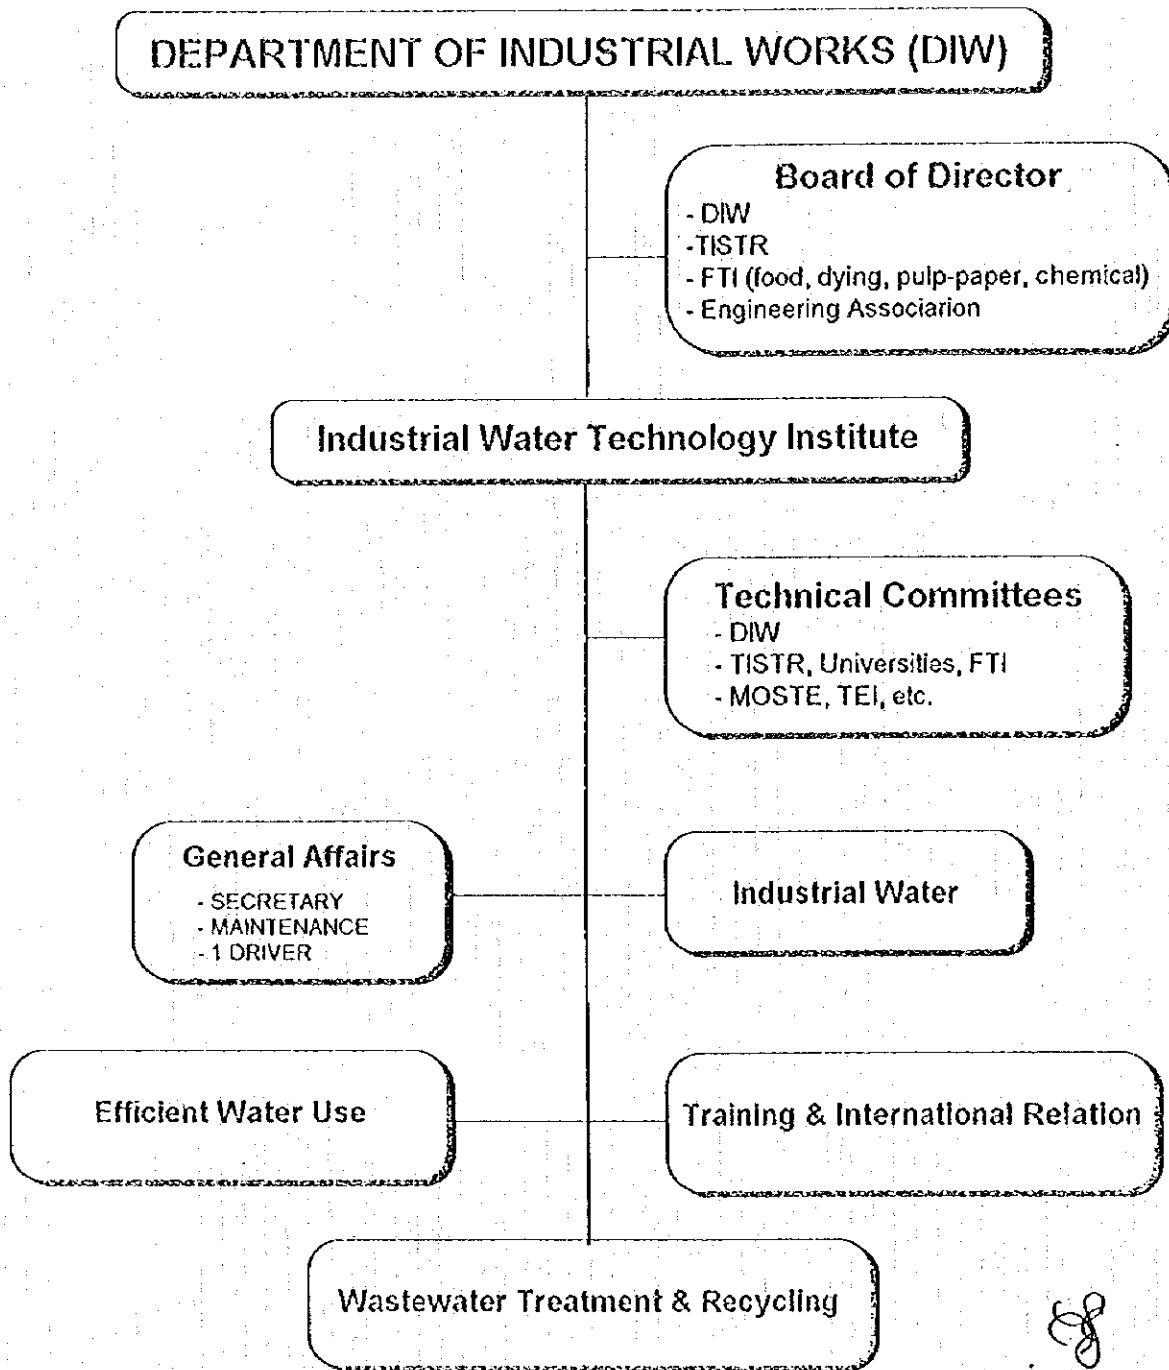 DEPARTMENT OF INDUSTRIAL WORKS (DIW)
Board of Director
- DIW
-TISTR
- FTI (food, dying, pulp-paper, chemical)
- Engineering Associarion
Industrial Water Technology Institute
Technical Committees
- DIW
- TISTR, Universities, FTI
- MOSTE, TEI, etc.
General Affairs
- SECRETARY
- MAINTENANCE
- 1 DRIVER
Industrial Water
Efficient Water Use
Training & International Relation
Wastewater Treatment & Recycling